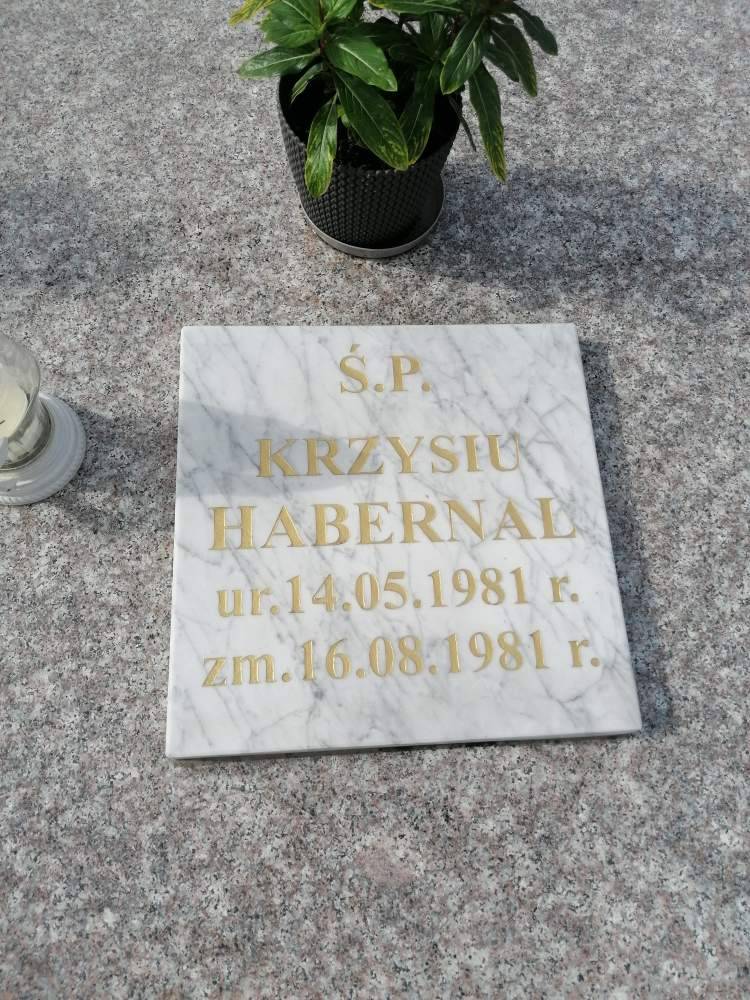 Ś.P.
KRZYSIU
HABERNAL
ur.14.05.1981 r.
zm.16.08.1981 r.